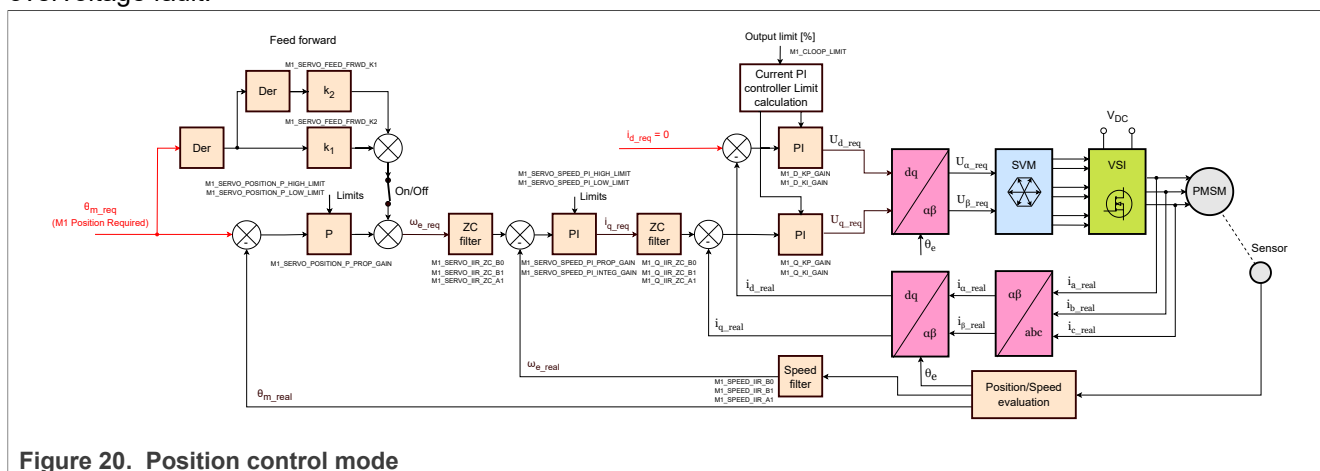 overvoltage fault.
Feed forward
M1_SERVO_FEED_FRWD_K1
Der
k2
M1_SERVO_FEED_FRWD_K2
Der
k1
M1_SERVO_POSITION_P_HIGH_LIMIT
M1_SERVO_POSITION_P_LOW_LIMIT
Limits
On/Off
θm_req
(M1 Position Required)
-
P
M1_SERVO_POSITION_P_PROP_GAIN
ωe_req
ZC
filter
M1_SERVO_IIR_ZC_B0
M1_SERVO_IIR_ZC_B1
M1_SERVO_IIR_ZC_A1
M1_SERVO_SPEED_PI_HIGH_LIMIT
M1_SERVO_SPEED_PI_LOW_LIMIT
Limits
-
PI
M1_SERVO_SPEED_PI_PROP_GAIN
M1_SERVO_SPEED_PI_INTEG_GAIN
iq_req
ZC
filter
M1_Q_IIR_ZC_B0
M1_Q_IIR_ZC_B1
M1_Q_IIR_ZC_A1
Output limit [%]
M1_CLOOP_LIMIT
Current PI
controller Limit
calculation
id_req = 0
-
PI
M1_D_KP_GAIN
M1_D_KI_GAIN
Ud_req
-
PI
M1_Q_KP_GAIN
M1_Q_KI_GAIN
Uq_req
dq
αβ
θe
Uα_req
Uβ_req
SVM
VDC
VSI
PMSM
Sensor
ia_real
ib_real
ic_real
αβ
abc
iα_real
iβ_real
dq
αβ
θe
id_real
iq_real
ωe_real
Speed
filter
M1_SPEED_IIR_B0
M1_SPEED_IIR_B1
M1_SPEED_IIR_A1
Position/Speed
evaluation
θm_real
Figure 20. Position control mode